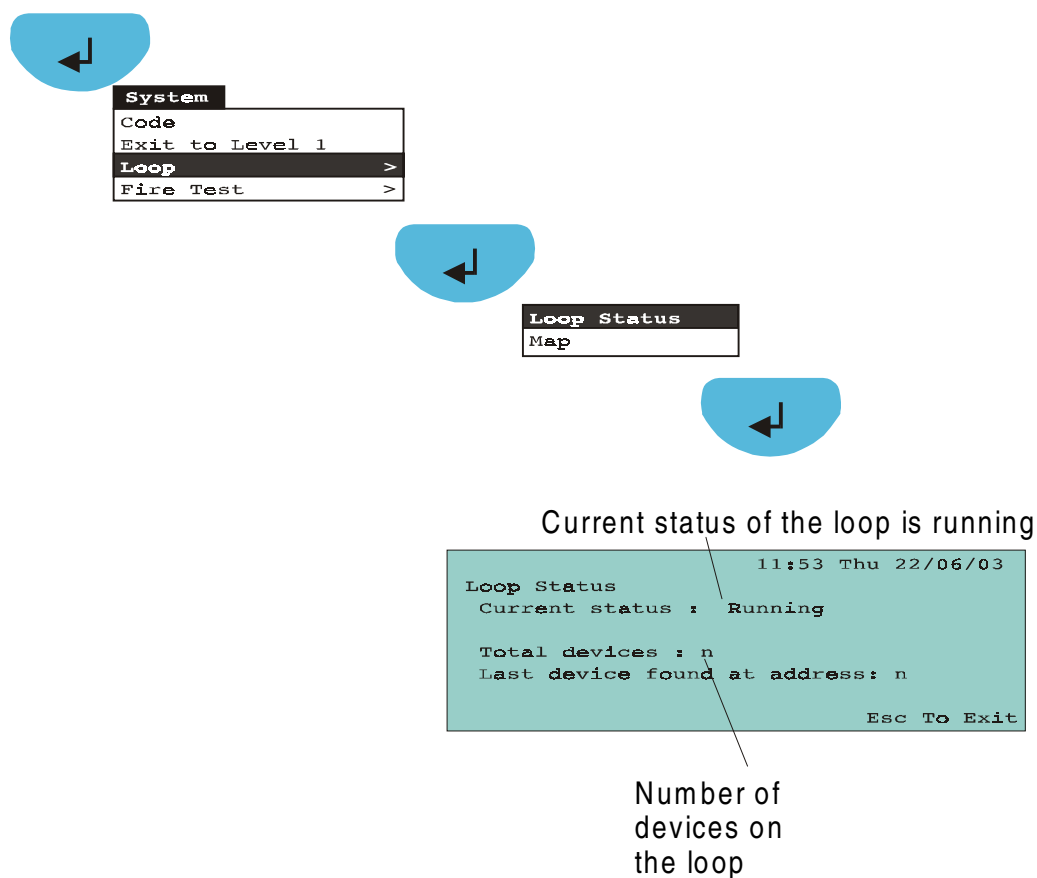 System
Code
Exit to Level 1
Loop >
Fire Test >
Loop Status
Map
Current status of the loop is running
11:53 Thu 22/06/03
Loop Status
Current status : Running
Total devices : n
Last device found at address: n
Esc To Exit
Number of
devices on
the loop